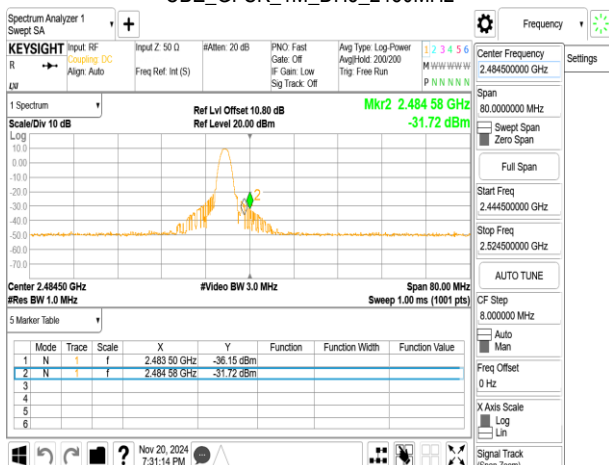 Spectrum Analyzer 1
Swept SA
Frequency
KEYSIGHT
R
LXI
Input: RF
Coupling: DC
Align: Auto
Input Z: 50 Ω
Freq Ref: Int (S)
#Atten: 20 dB
PNO: Fast
Gate: Off
IF Gain: Low
Sig Track: Off
Avg Type: Log-Power
Avg|Hold: 200/200
Trig: Free Run
1 2 3 4 5 6
M W W W W W
P N N N N N
1 Spectrum
Scale/Div 10 dB
Ref Lvl Offset 10.80 dB
Ref Level 20.00 dBm
Mkr2 2.484 58 GHz
-31.72 dBm
Log
10.0
0.00
-10.0
-20.0
-30.0
-40.0
-50.0
-60.0
-70.0
2
Center 2.48450 GHz
#Res BW 1.0 MHz
#Video BW 3.0 MHz
Span 80.00 MHz
Sweep 1.00 ms (1001 pts)
5 Marker Table
Mode Trace Scale X Y Function Function Width Function Value
1 N 1 f 2.483 50 GHz -36.15 dBm
2 N 1 f 2.484 58 GHz -31.72 dBm
3
4
5
6
Nov 20, 2024
7:31:14 PM
Center Frequency
2.484500000 GHz
Settings
Span
80.0000000 MHz
Swept Span
Zero Span
Full Span
Start Freq
2.444500000 GHz
Stop Freq
2.524500000 GHz
AUTO TUNE
CF Step
8.000000 MHz
Auto
Man
Freq Offset
0 Hz
X Axis Scale
Log
Lin
Signal Track